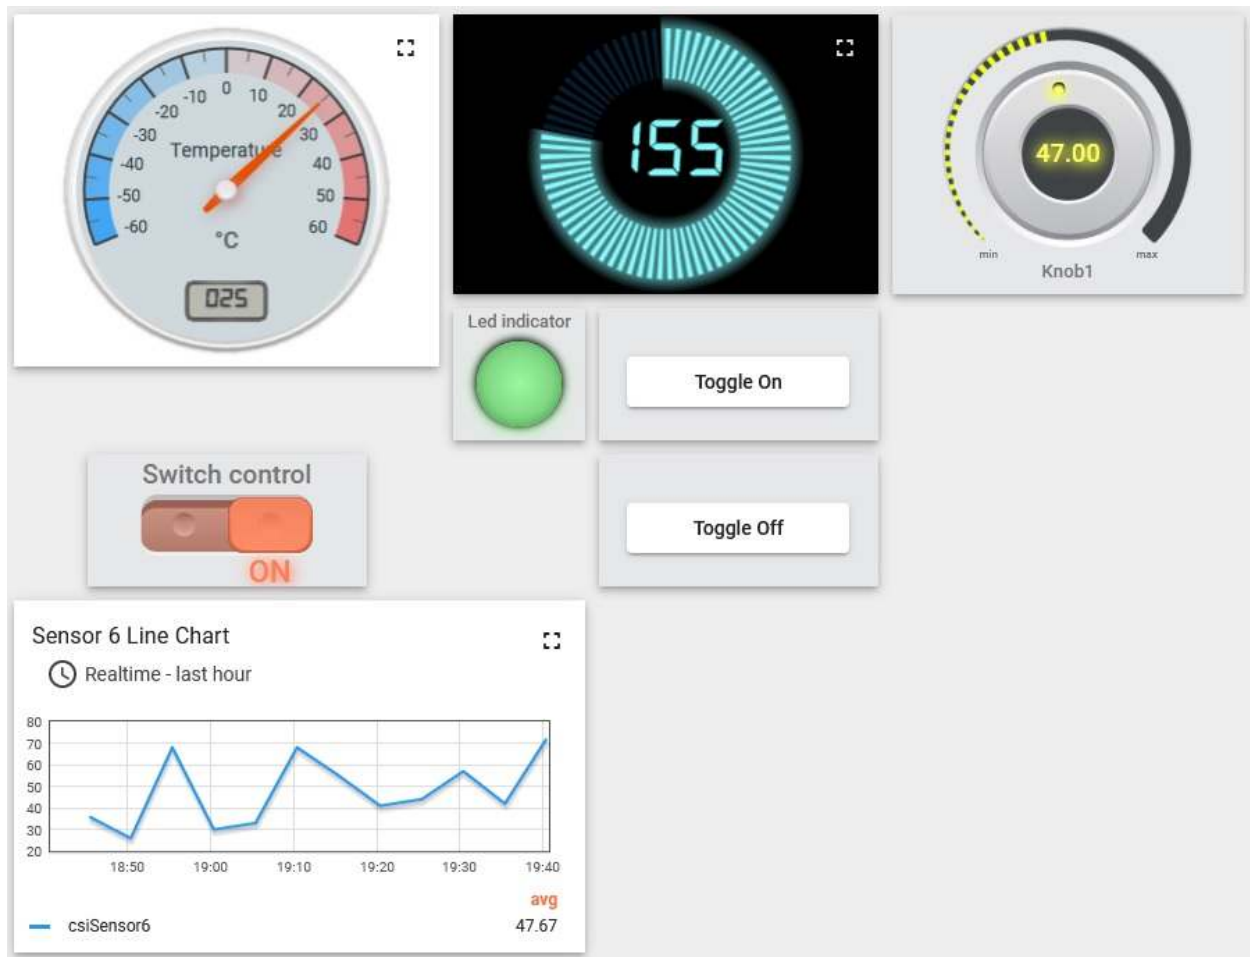 0
-10
10
-20
20
-30
30
Temperature
-40
40
-50
50
-60
60
°C
025
155
47.00
min
max
Knob1
Led indicator
Toggle On
Switch control
ON
Toggle Off
Sensor 6 Line Chart
Realtime - last hour
80
70
60
50
40
30
20
18:50 19:00 19:10 19:20 19:30 19:40
avg
csiSensor6 47.67